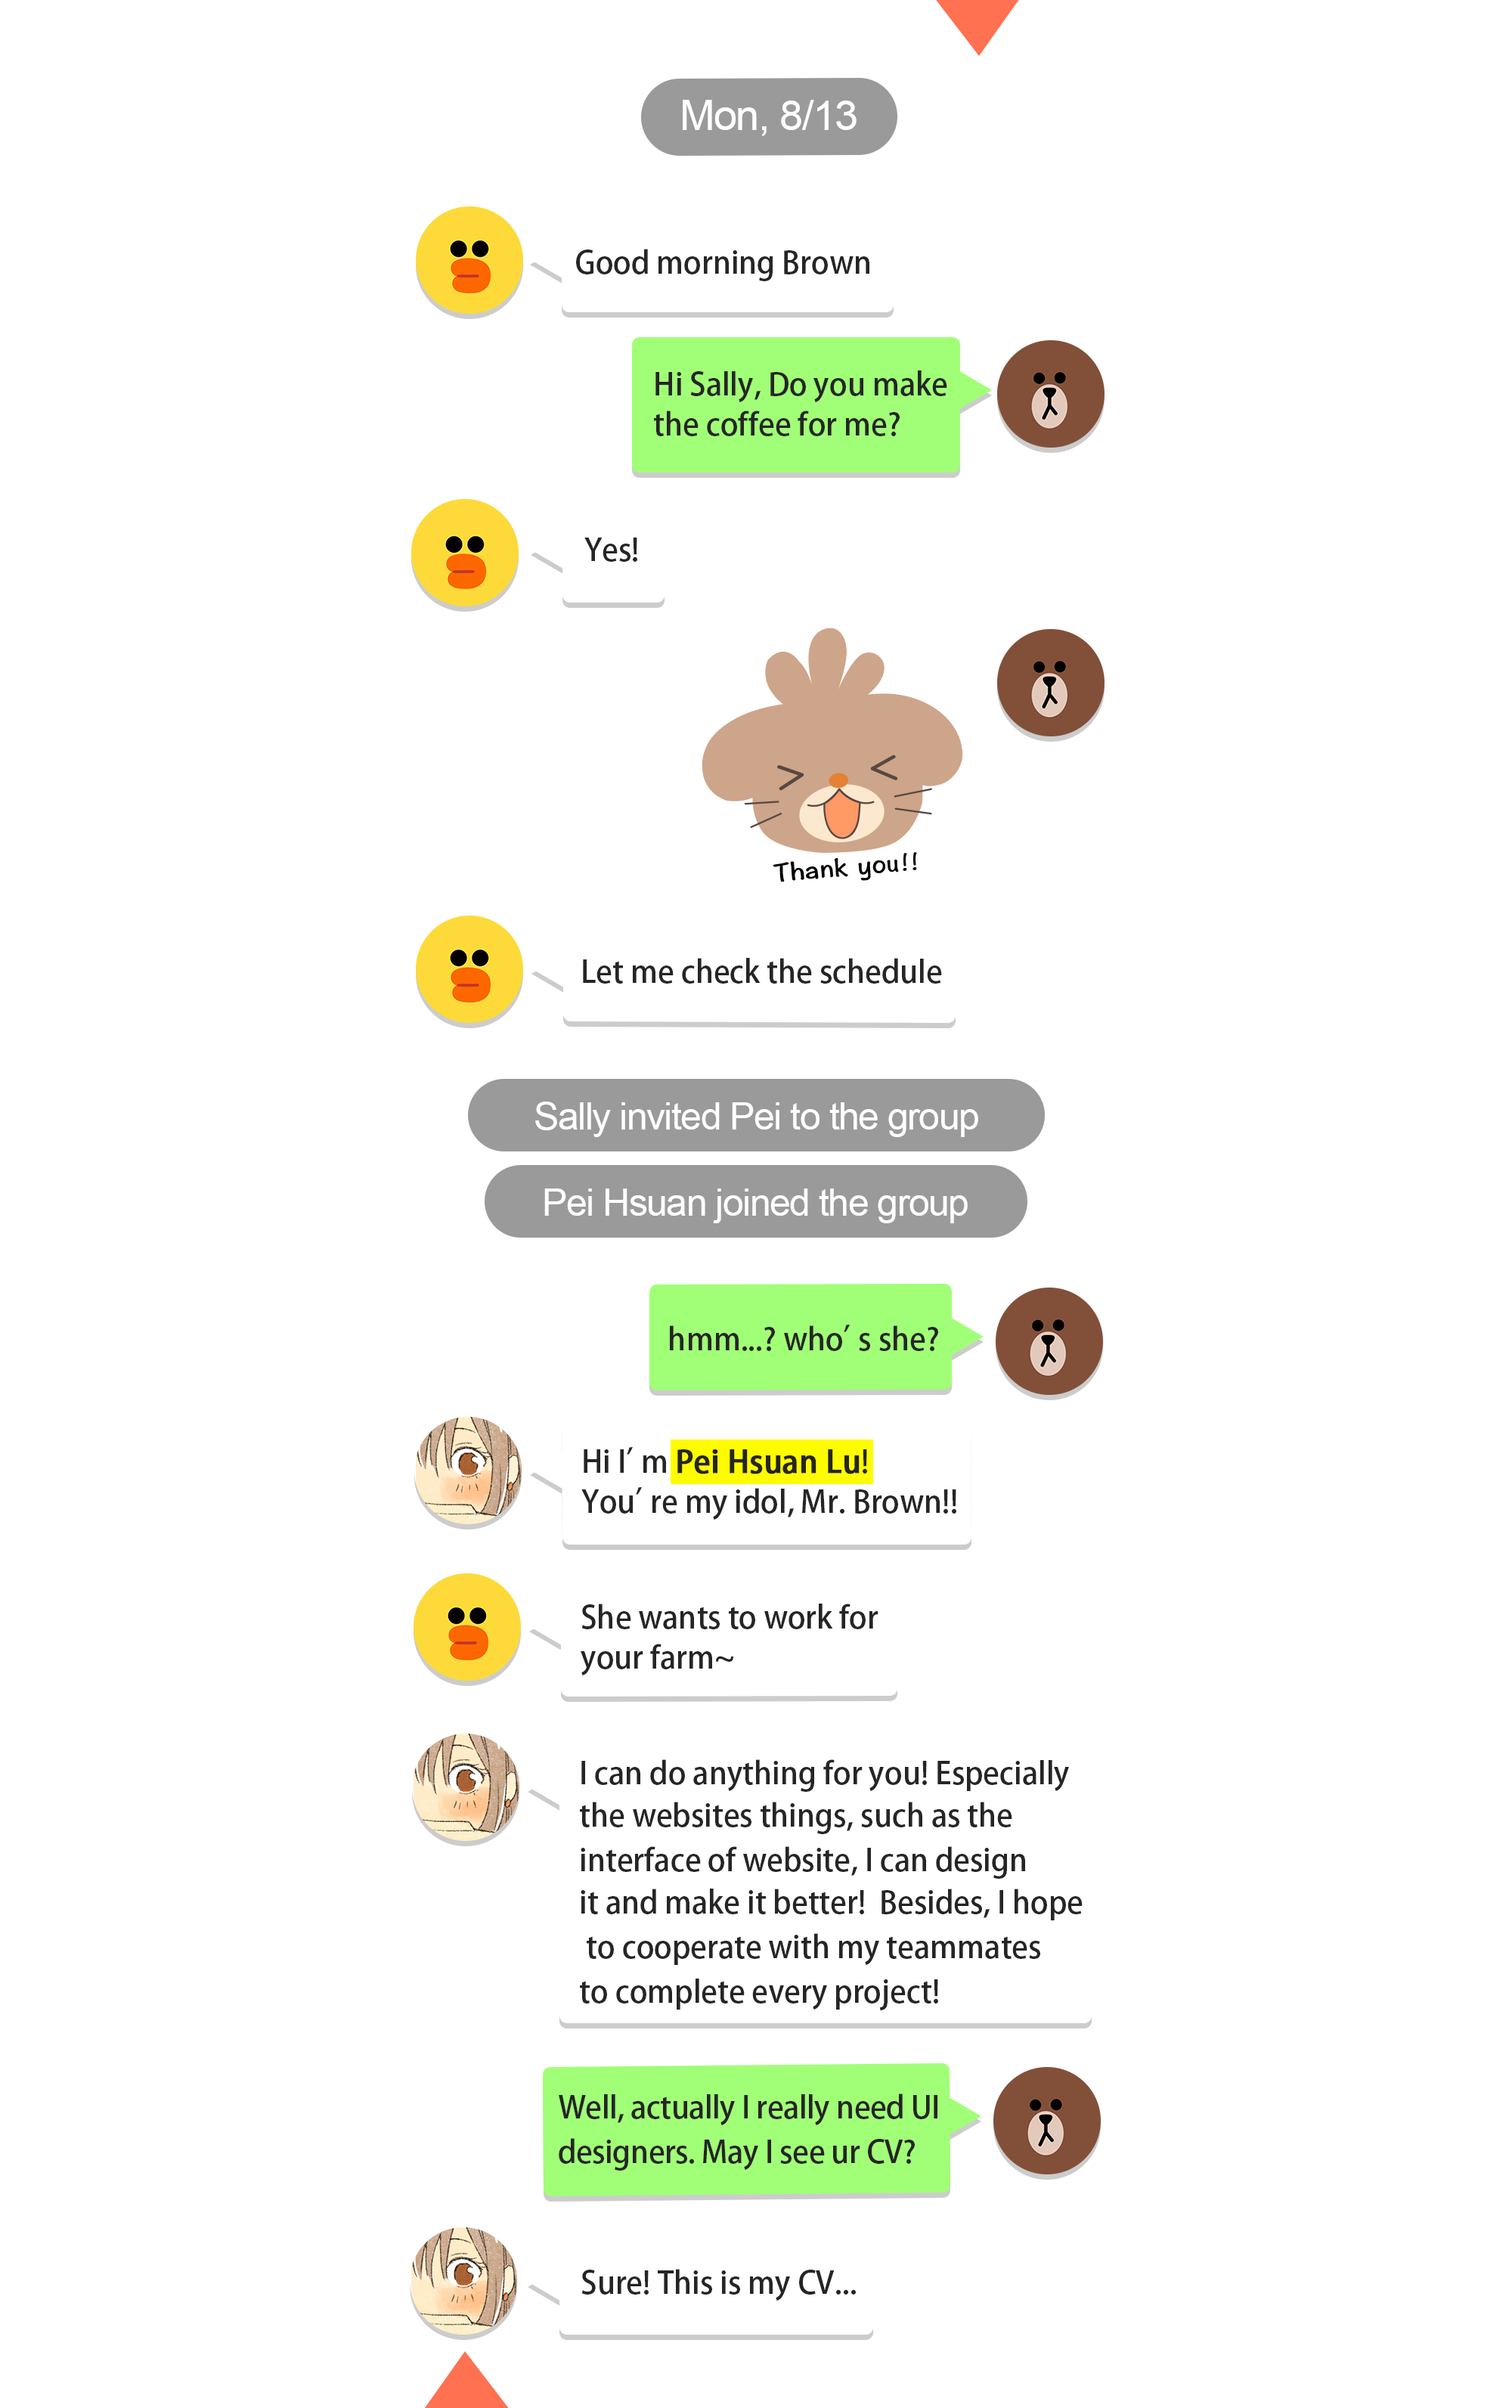 Mon, 8/13
Good morning Brown
Hi Sally, Do you make
the coffee for me?
Yes!
Thank you!!
Let me check the schedule
Sally invited Pei to the group
Pei Hsuan joined the group
hmm...? who′ s she?
Hi I′ m Pei Hsuan Lu!
You′ re my idol, Mr. Brown!!
She wants to work for
your farm~
I can do anything for you! Especially
the websites things, such as the
interface of website, I can design
it and make it better!  Besides, I hope
to cooperate with my teammates
to complete every project!
Well, actually I really need UI
designers. May I see ur CV?
Sure! This is my CV...